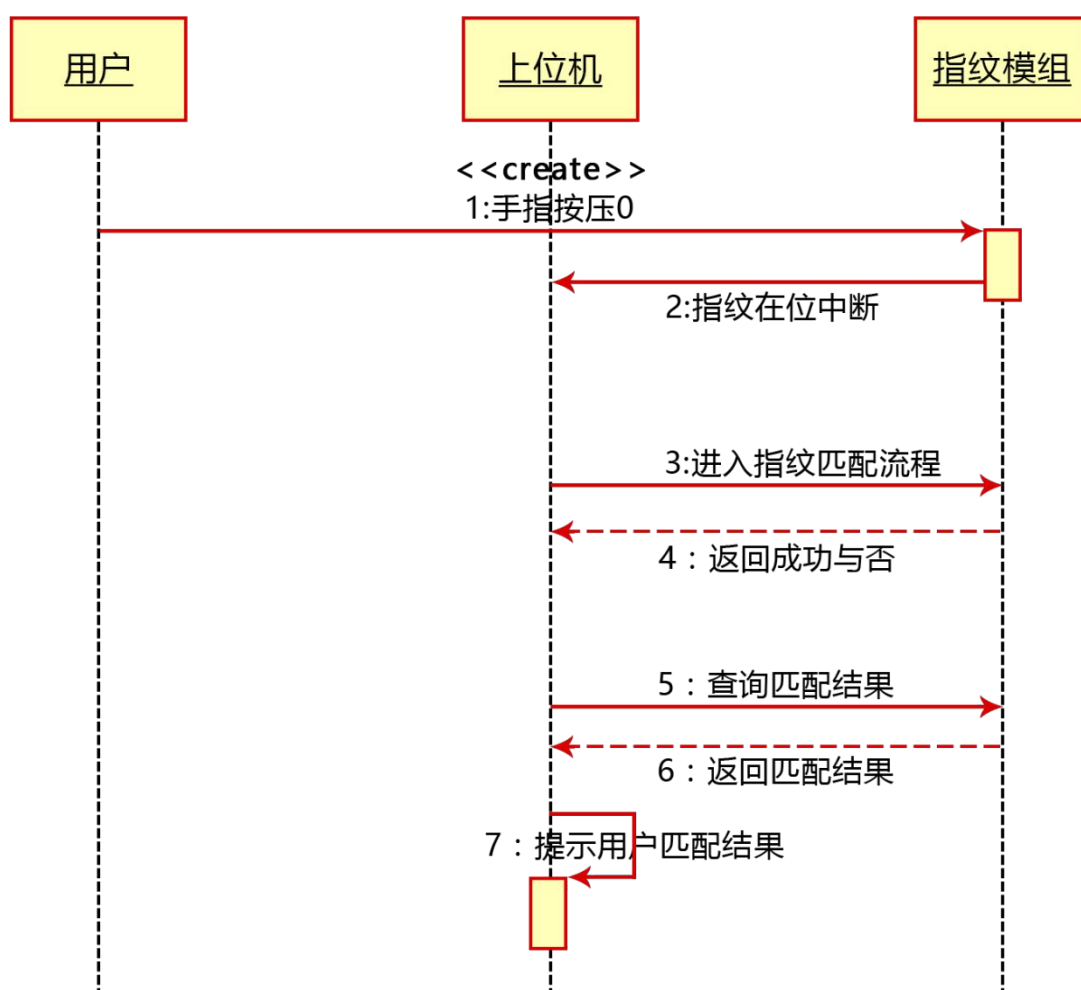 用户
上位机
指纹模组
<<create>>
1:手指按压0
2:指纹在位中断
3:进入指纹匹配流程
4：返回成功与否
5：查询匹配结果
6：返回匹配结果
7：提示用户匹配结果